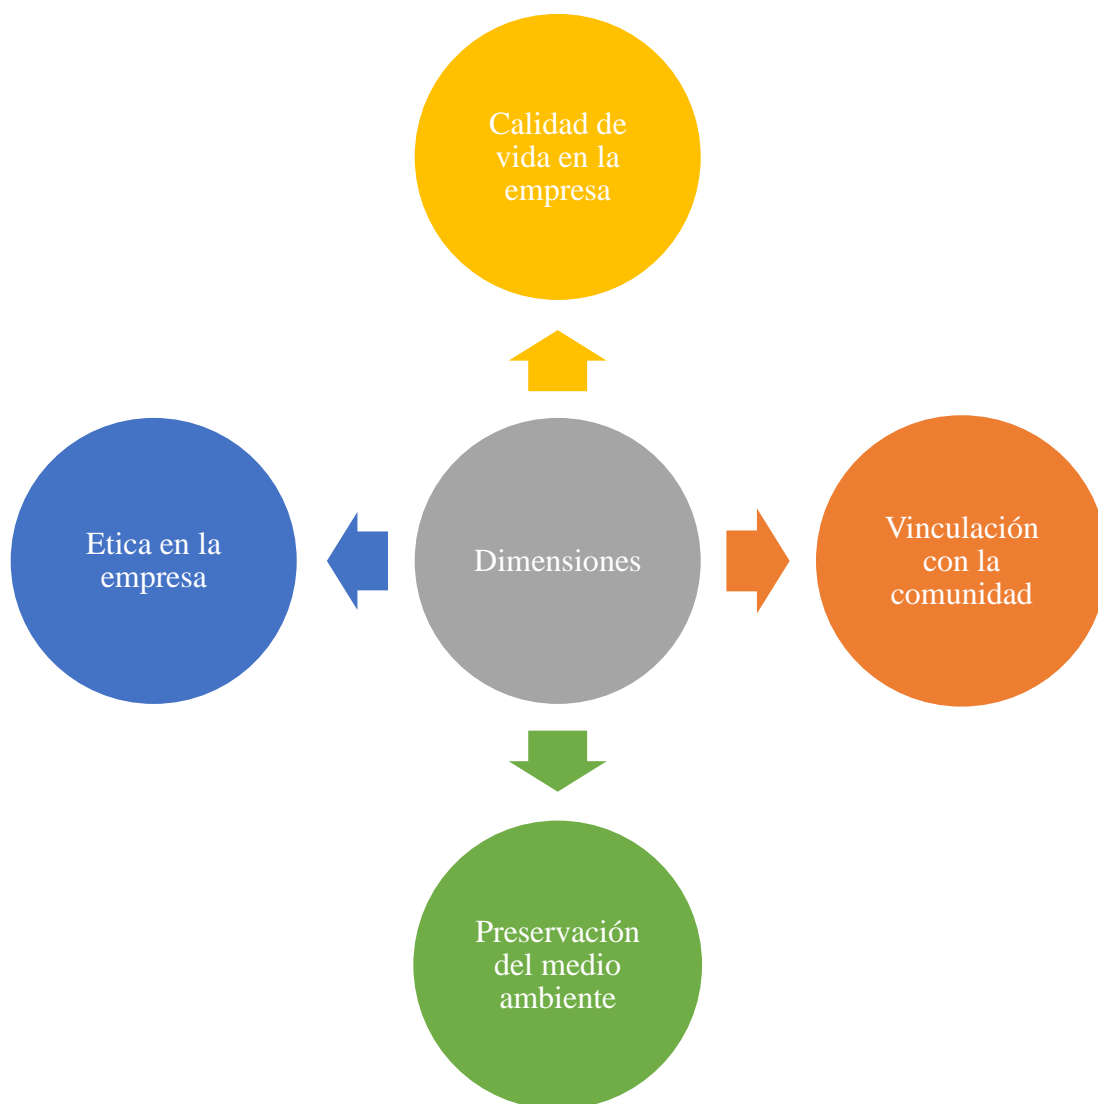 Calidad de
vida en la
empresa
Etica en la
empresa
Dimensiones
Vinculación
con la
comunidad
Preservación
del medio
ambiente